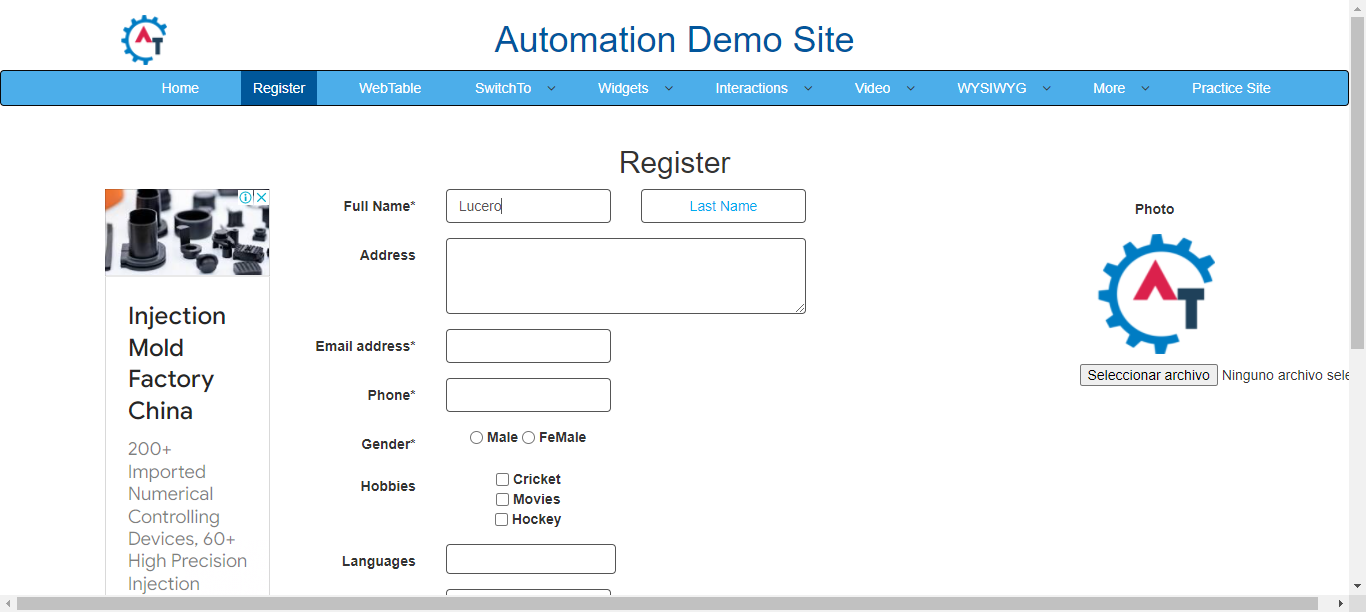 AT
Automation Demo Site
Home Register WebTable SwitchTo Widgets Interactions Video WYSIWYG More Practice Site
Register
Full Name* Lucero Last Name
Photo
Address
AT
Injection
Mold
Factory
China
Email address*
Seleccionar archivo Ninguno archivo sele
Phone*
Gender* Male FeMale
200+
Imported
Numerical
Controlling
Devices, 60+
High Precision
Injection
Hobbies
Cricket
Movies
Hockey
Languages